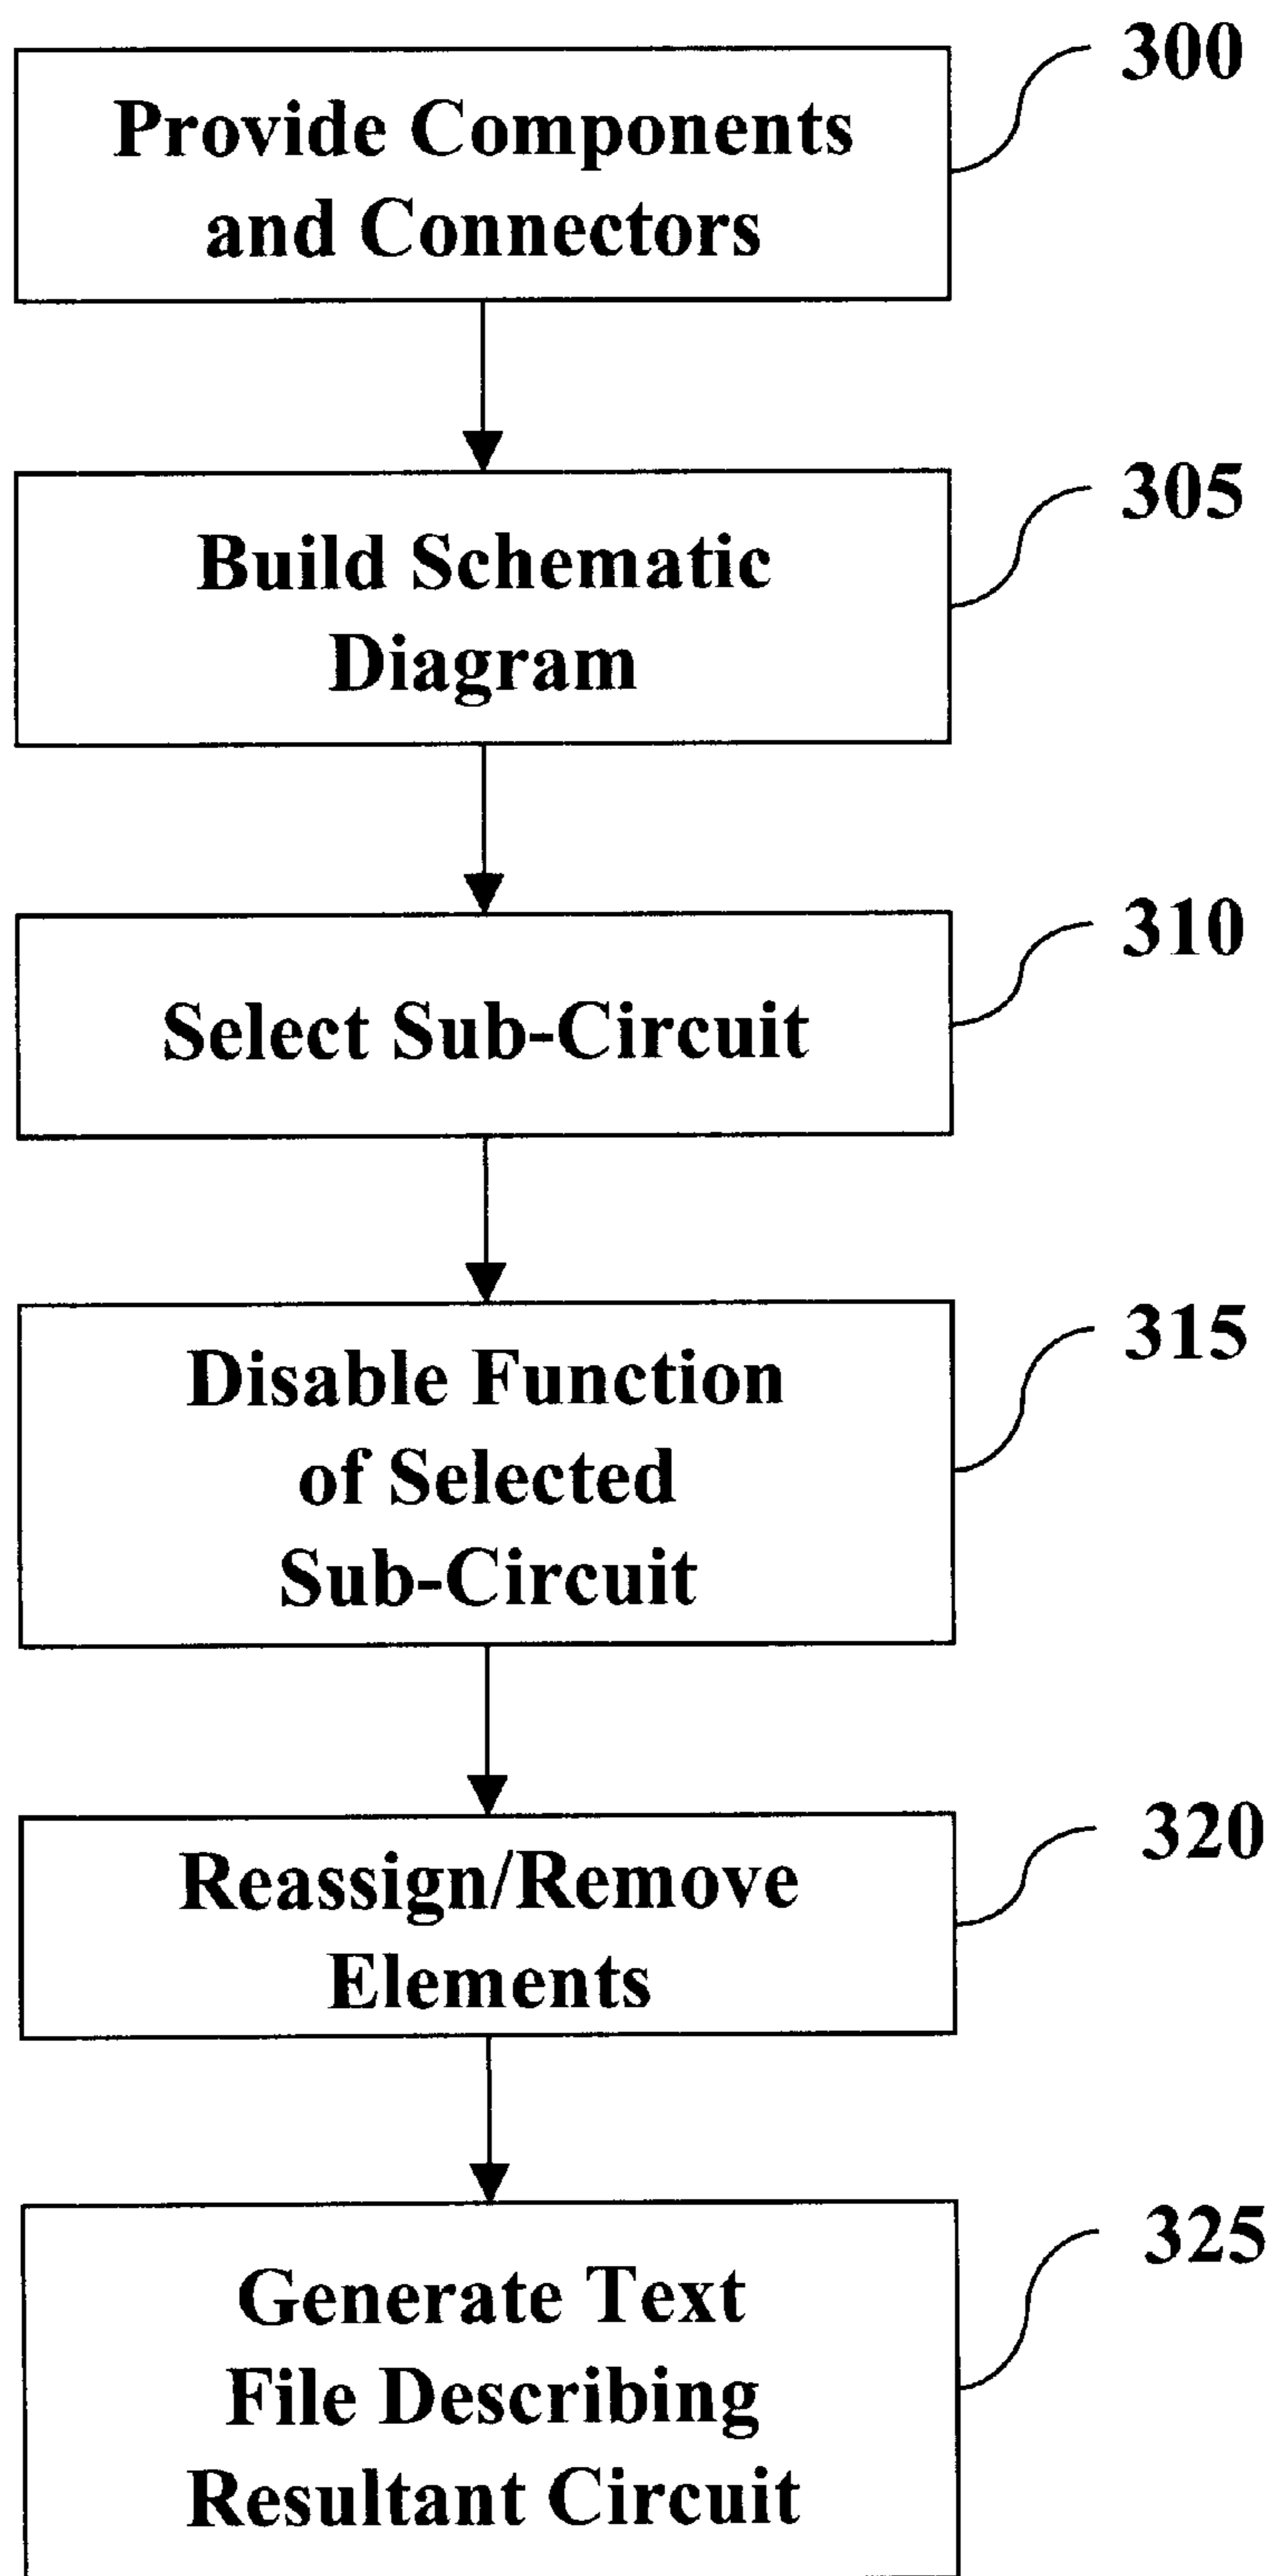 300
Provide Components
and Connectors
305
Build Schematic
Diagram
310
Select Sub-Circuit
315
Disable Function
of Selected
Sub-Circuit
320
Reassign/Remove
Elements
325
Generate Text
File Describing
Resultant Circuit